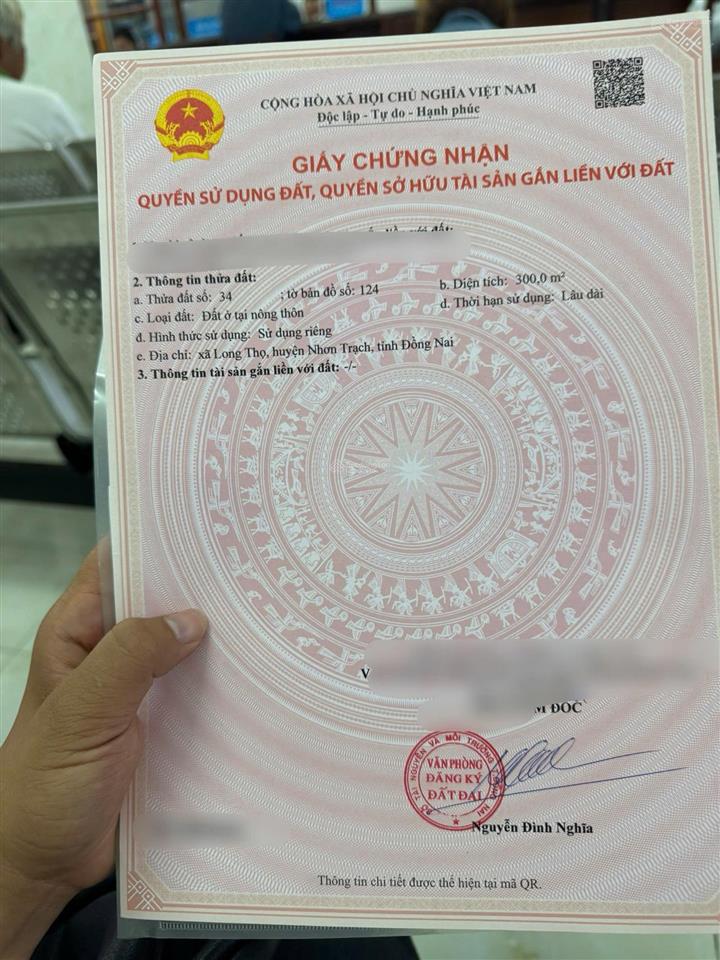 CỘNG HÒA XÃ HỘI CHỦ NGHĨA VIỆT NAM
Độc lập - Tự do - Hạnh phúc
GIẤY CHỨNG NHẬN
QUYỀN SỬ DỤNG ĐẤT, QUYỀN SỞ HỮU TÀI SẢN GẮN LIỀN VỚI ĐẤT
2. Thông tin thửa đất:
a. Thửa đất số: 34 ; tờ bản đồ số: 124 b. Diện tích: 300,0 m²
c. Loại đất: Đất ở tại nông thôn d. Thời hạn sử dụng: Lâu dài
đ. Hình thức sử dụng: Sử dụng riêng
e. Địa chỉ: xã Long Thọ, huyện Nhơn Trạch, tỉnh Đồng Nai
3. Thông tin tài sản gắn liền với đất: -/-
ĐỐC
VĂN PHÒNG
ĐĂNG KÝ
ĐẤT ĐAI
Nguyễn Đình Nghĩa
Thông tin chi tiết được thể hiện tại mã QR.